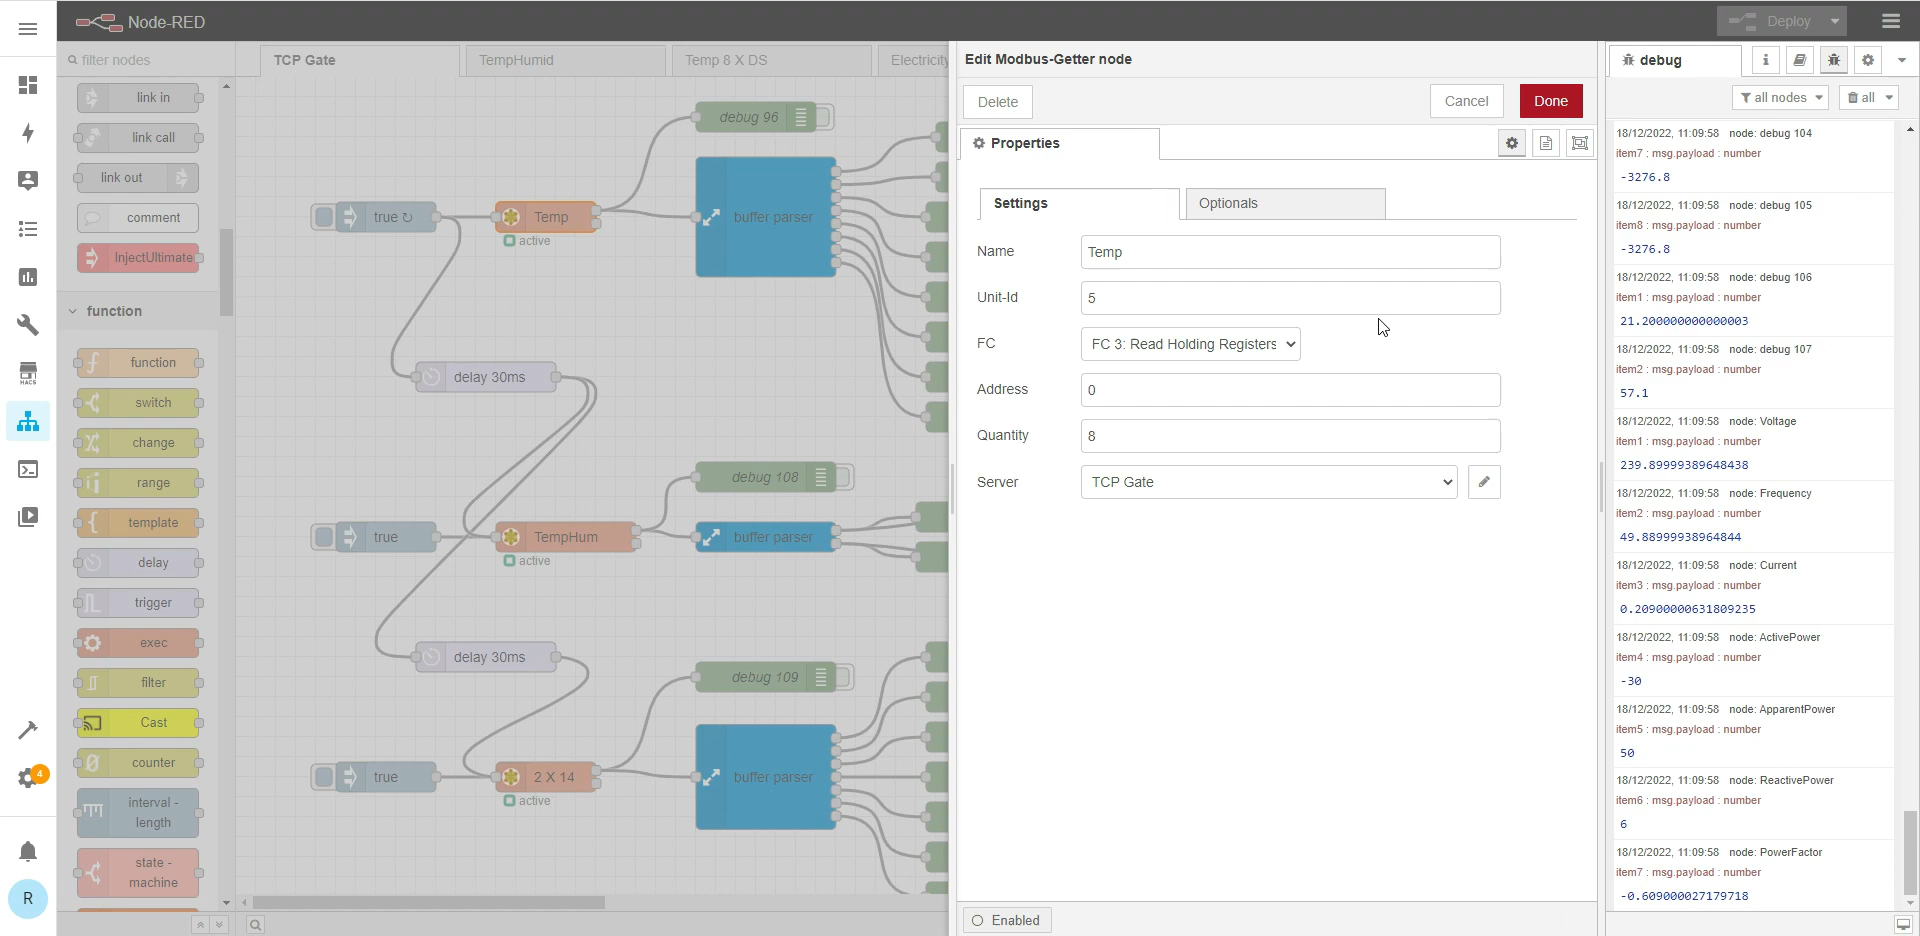 Node-RED
Deploy
filter nodes
TCP Gate
TempHumid
Temp 8 X DS
Electricity
link in
link call
link out
comment
InjectUltimate
function
function
switch
change
range
template
delay
trigger
exec
filter
Cast
counter
interval -
length
state -
machine
HACS
4
R
debug 96
true ↻
Temp
active
buffer parser
delay 30ms
debug 108
true
TempHum
active
buffer parser
delay 30ms
debug 109
true
2 X 14
active
buffer parser
Edit Modbus-Getter node
Delete
Cancel
Done
Properties
Settings
Optionals
Name
Temp
Unit-Id
5
FC
FC 3: Read Holding Registers
Address
0
Quantity
8
Server
TCP Gate
Enabled
debug
i
all nodes
all
18/12/2022, 11:09:58 node: debug 104
item7 : msg.payload : number
-3276.8
18/12/2022, 11:09:58 node: debug 105
item8 : msg.payload : number
-3276.8
18/12/2022, 11:09:58 node: debug 106
item1 : msg.payload : number
21.200000000000003
18/12/2022, 11:09:58 node: debug 107
item2 : msg.payload : number
57.1
18/12/2022, 11:09:58 node: Voltage
item1 : msg.payload : number
239.89999389648438
18/12/2022, 11:09:58 node: Frequency
item2 : msg.payload : number
49.88999938964844
18/12/2022, 11:09:58 node: Current
item3 : msg.payload : number
0.20900000631809235
18/12/2022, 11:09:58 node: ActivePower
item4 : msg.payload : number
-30
18/12/2022, 11:09:58 node: ApparentPower
item5 : msg.payload : number
50
18/12/2022, 11:09:58 node: ReactivePower
item6 : msg.payload : number
6
18/12/2022, 11:09:58 node: PowerFactor
item7 : msg.payload : number
-0.609000027179718